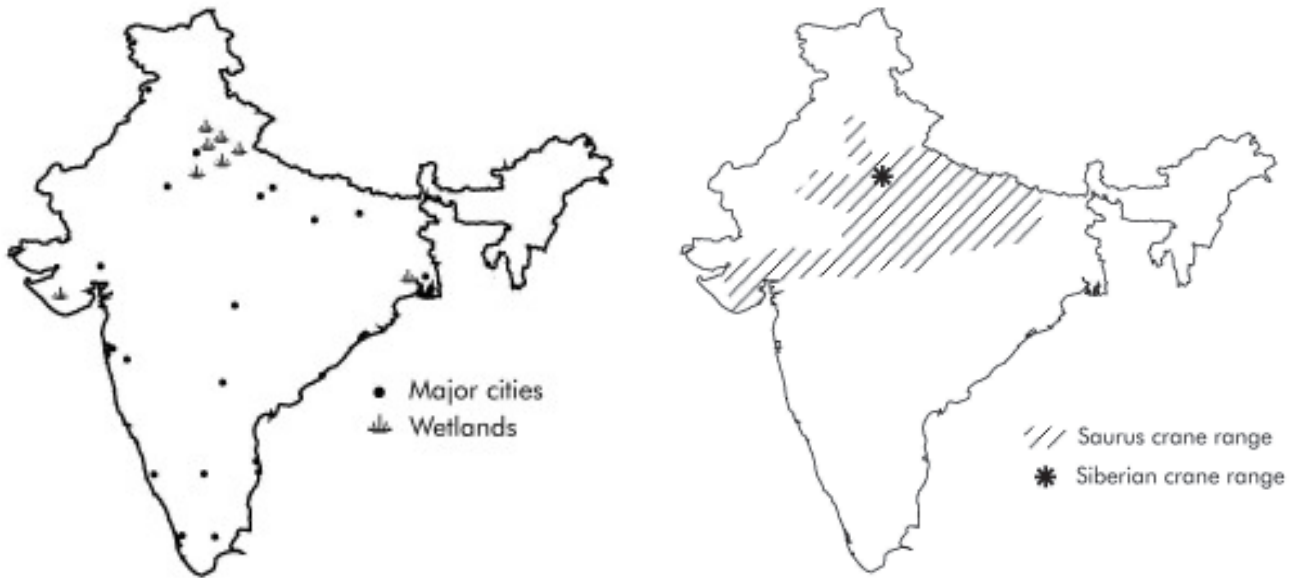 Major cities
Wetlands
Saurus crane range
Siberian crane range